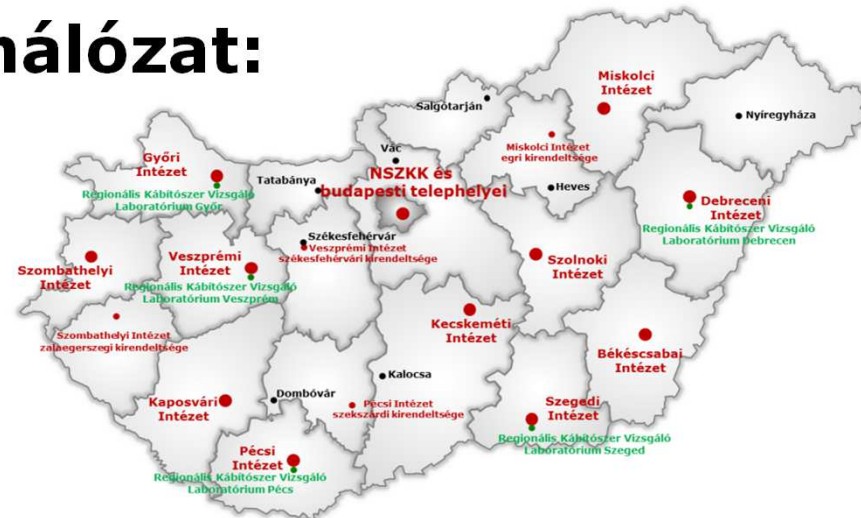 hálózat:
Miskolci
Intézet
Salgótarján
Nyíregyháza
Miskolci Intézet
egri kirendeltsége
Vác
Győri
Intézet
NSZKK és
budapesti telephelyei
Tatabánya
Heves
Regionális Kábítószer Vizsgáló
Laboratórium Győr
Debreceni
Intézet
Regionális Kábítószer Vizsgáló
Laboratórium Debrecen
Székesfehérvár
Veszprémi Intézet
székesfehérvári kirendeltsége
Szombathelyi
Intézet
Veszprémi
Intézet
Regionális Kábítószer Vizsgáló
Laboratórium Veszprém
Szolnoki
Intézet
Kecskeméti
Intézet
Szombathelyi Intézet
zalaegerszegi kirendeltsége
Békéscsabai
Intézet
Kalocsa
Kaposvári
Intézet
Dombóvár
Pécsi Intézet
szekszárdi kirendeltsége
Szegedi
Intézet
Regionális Kábítószer Vizsgáló
Laboratórium Szeged
Pécsi
Intézet
Regionális Kábítószer Vizsgáló
Laboratórium Pécs